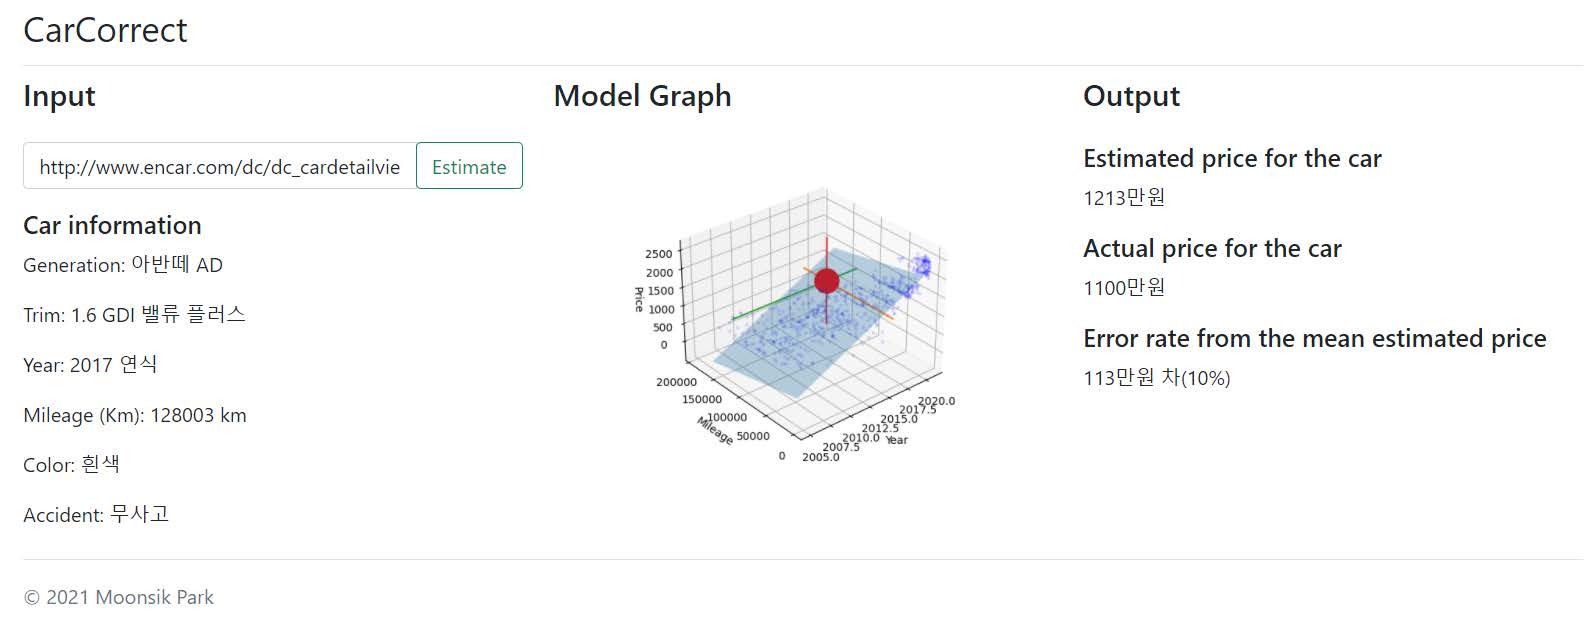 CarCorrect
Input
http://www.encar.com/dc/dc_cardetailvie
Estimate
Car information
Generation: 아반떼 AD
Trim: 1.6 GDI 밸류 플러스
Year: 2017 연식
Mileage (Km): 128003 km
Color: 흰색
Accident: 무사고
Model Graph
2500
2000
1500
1000
500
0
Price
200000
150000
100000
50000
0
Mileage
2005.0
2007.5
2010.0
2012.5
2015.0
2017.5
2020.0
Year
Output
Estimated price for the car
1213만원
Actual price for the car
1100만원
Error rate from the mean estimated price
113만원 차(10%)
© 2021 Moonsik Park